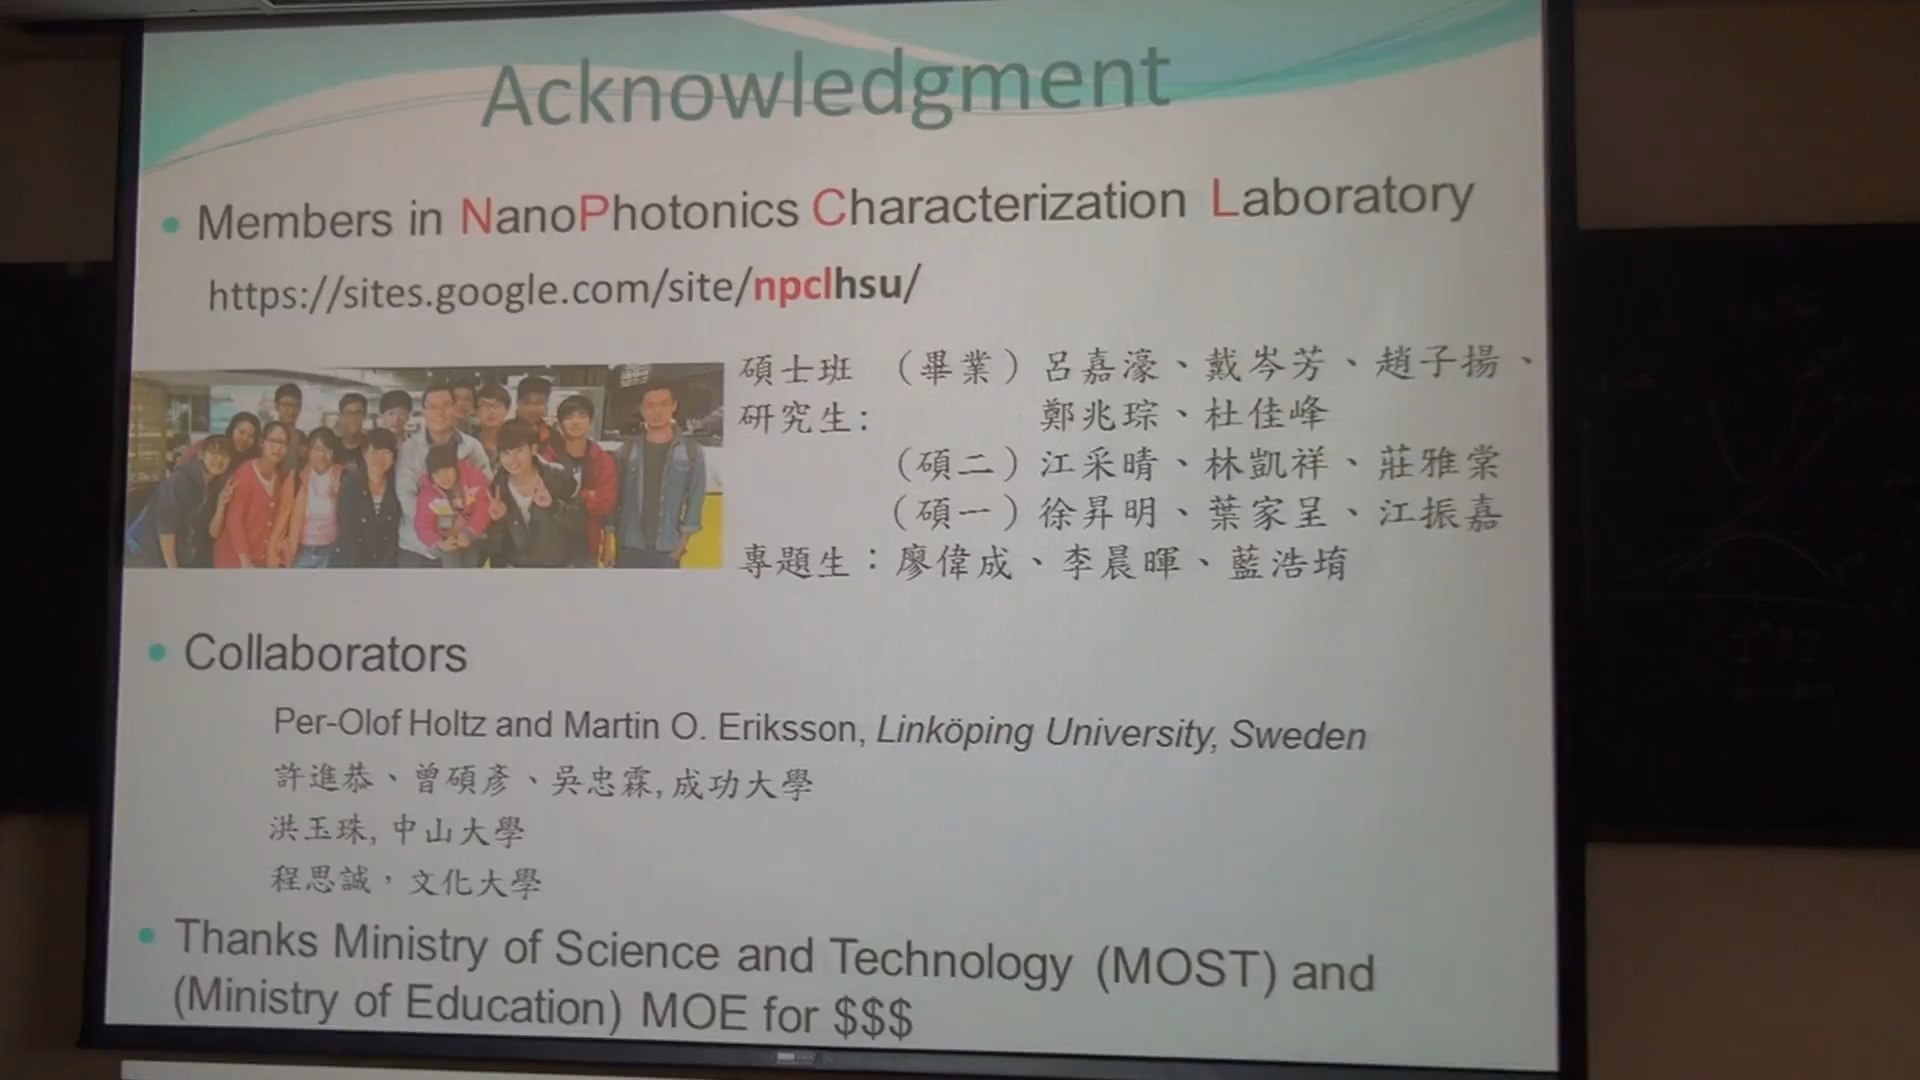 Acknowledgment
• Members in NanoPhotonics Characterization Laboratory
https://sites.google.com/site/npclhsu/
碩士班 （畢業）呂嘉濠、戴岑芳、趙子揚、
研究生: 鄭兆琮、杜佳峰
（碩二）江采晴、林凱祥、莊雅棠
（碩一）徐昇明、葉家呈、江振嘉
專題生：廖偉成、李晨暉、藍浩堉
• Collaborators
Per-Olof Holtz and Martin O. Eriksson, Linköping University, Sweden
許進恭、曾碩彥、吳忠霖, 成功大學
洪玉珠, 中山大學
程思誠，文化大學
• Thanks Ministry of Science and Technology (MOST) and
(Ministry of Education) MOE for $$$